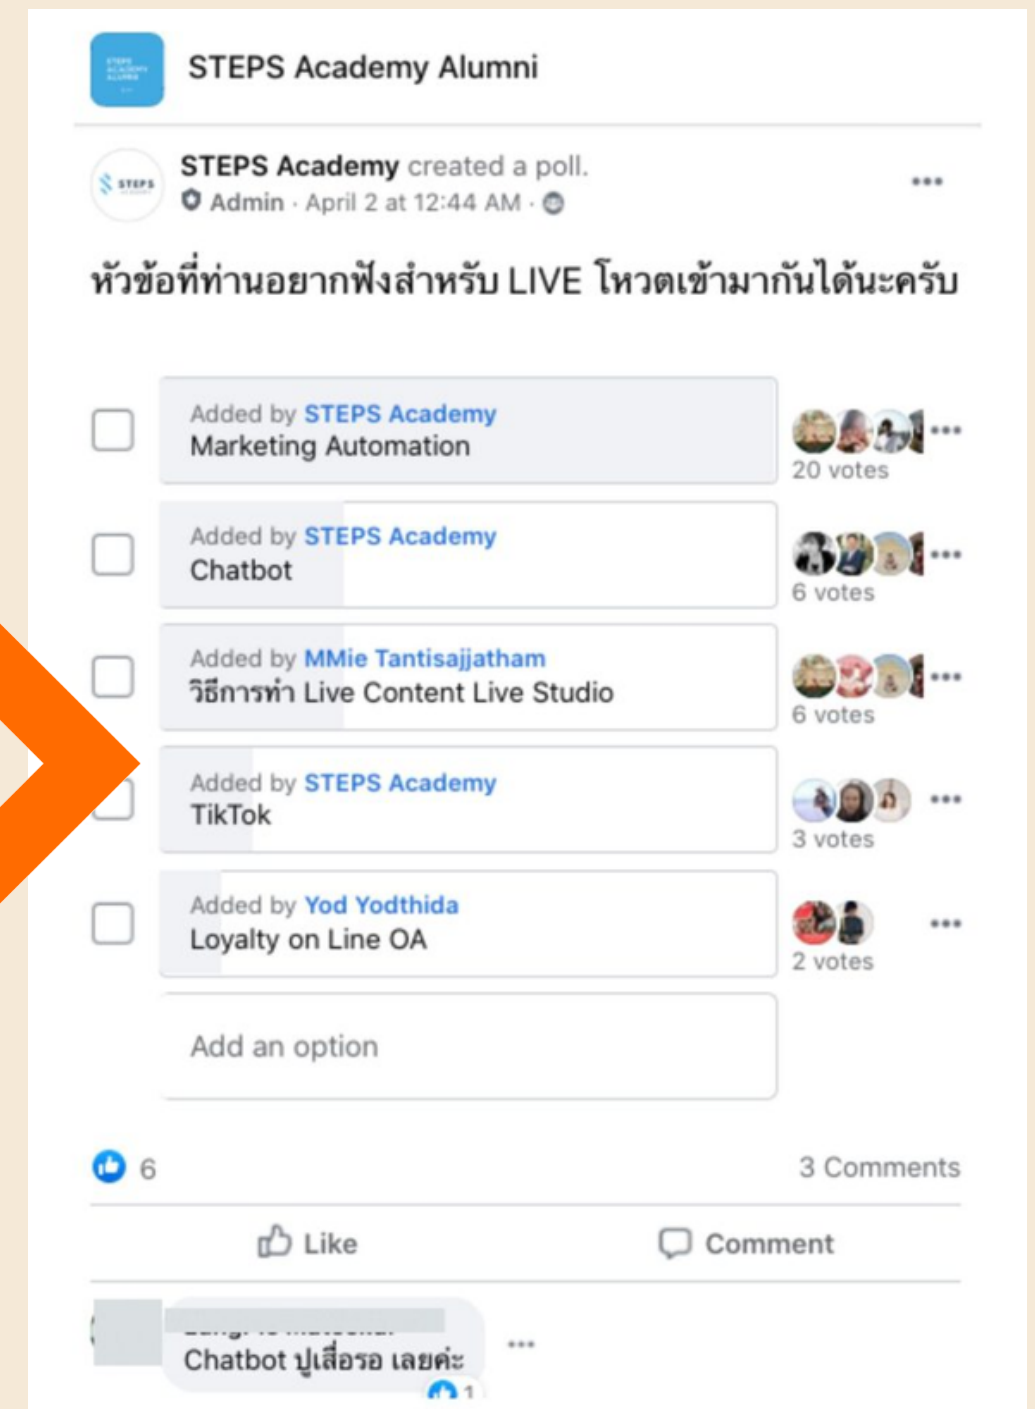 STEPS
ACADEMY
ALUMNI
STEPS Academy Alumni
STEPS
STEPS Academy created a poll.
Admin · April 2 at 12:44 AM ·
หัวข้อที่ท่านอยากฟังสำหรับ LIVE โหวตเข้ามากันได้นะครับ
Added by STEPS Academy
Marketing Automation
20 votes
Added by STEPS Academy
Chatbot
6 votes
Added by MMie Tantisajjatham
วิธีการทำ Live Content Live Studio
6 votes
Added by STEPS Academy
TikTok
3 votes
Added by Yod Yodthida
Loyalty on Line OA
2 votes
Add an option
6
3 Comments
Like
Comment
Chatbot ปูเสื่อรอ เลยค่ะ
1